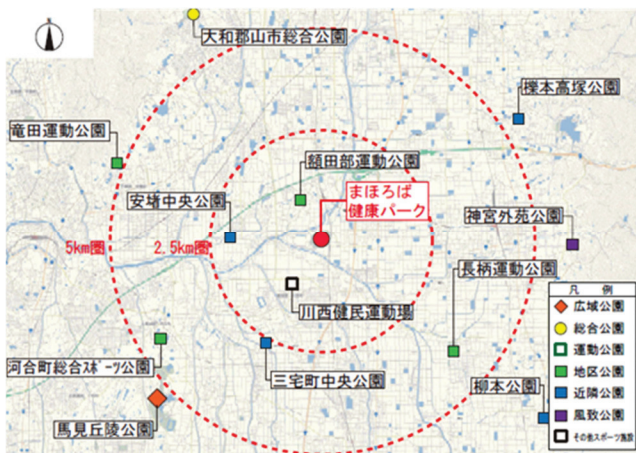 大和郡山市総合公園
櫟本高塚公園
竜田運動公園
額田部運動公園
まほろば
健康パーク
安堵中央公園
神宮外苑公園
5km圏
2.5km圏
長柄運動公園
川西健民運動場
凡 例
広域公園
総合公園
運動公園
地区公園
近隣公園
風致公園
その他スポーツ施設
河合町総合スポーツ公園
三宅町中央公園
柳本公園
馬見丘陵公園